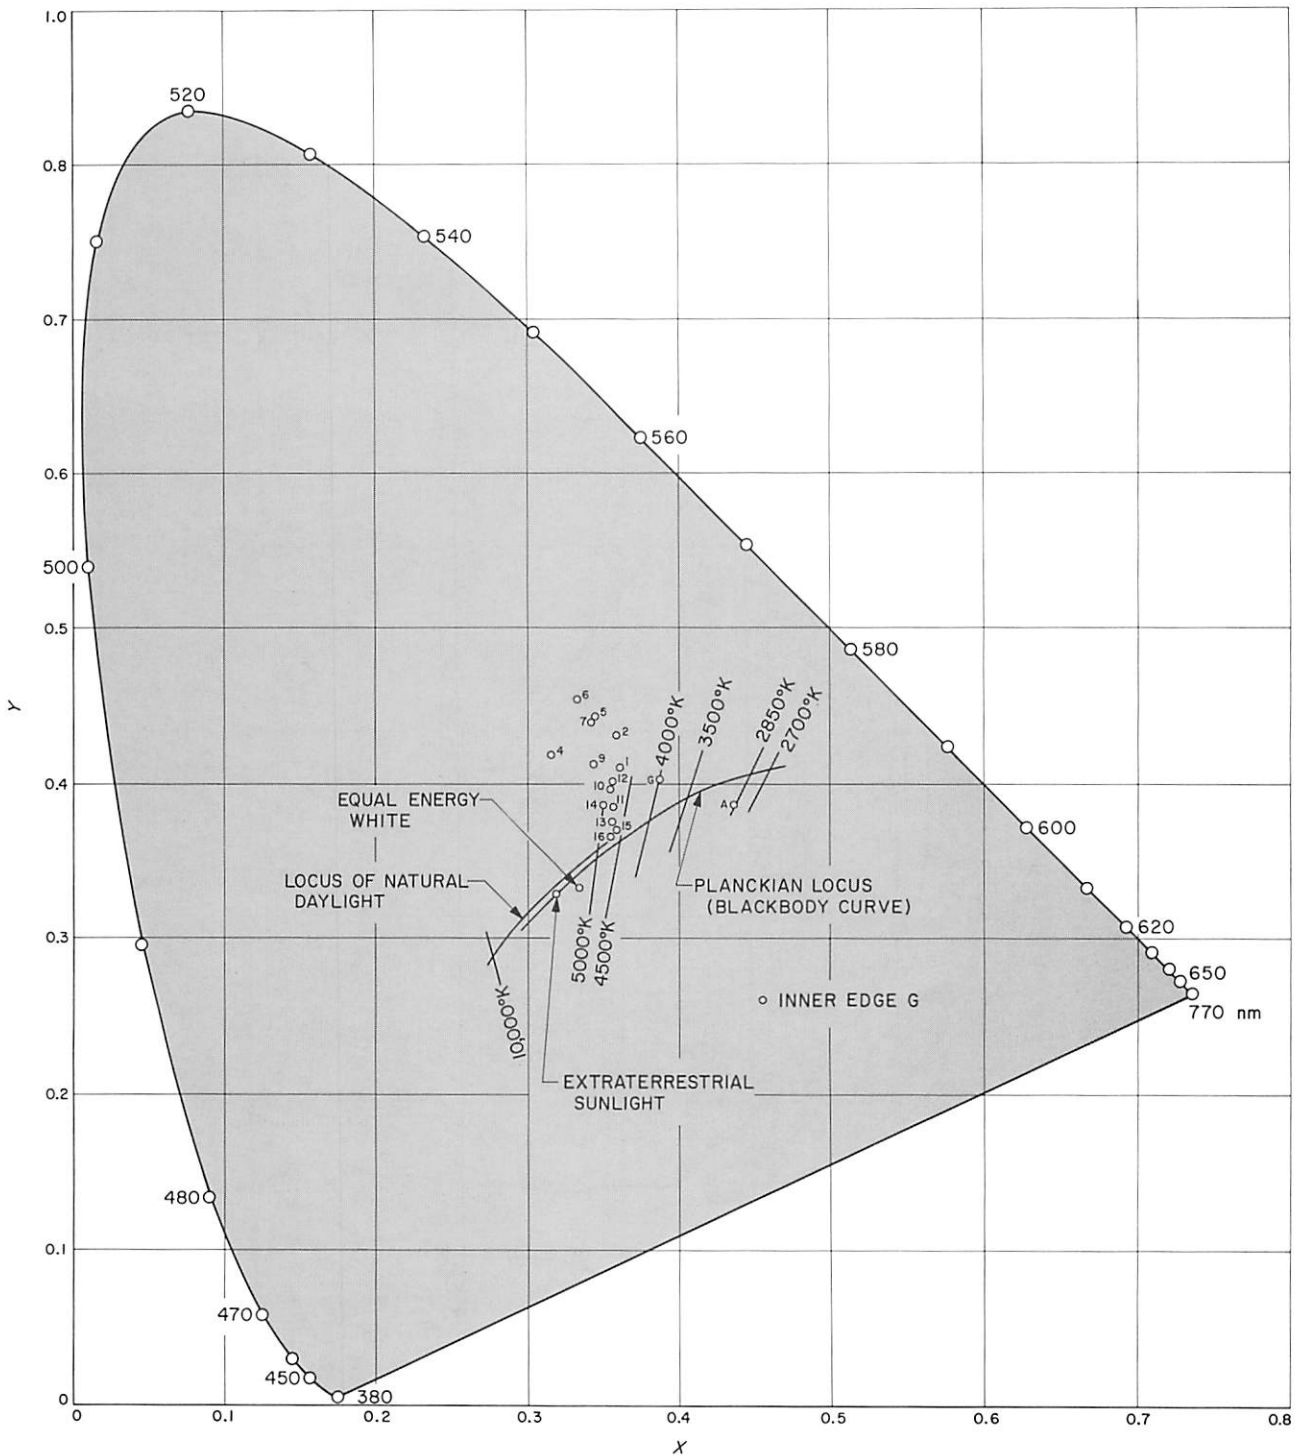 1.0
520
0.8
540
0.7
560
0.6
500
0.5
580
Y
6
5
7
2
4
9
1
12
10
14
11
13
15
16
G
A
4000°K
3500°K
2850°K
2700°K
0.4
600
EQUAL ENERGY
WHITE
LOCUS OF NATURAL
DAYLIGHT
PLANCKIAN LOCUS
(BLACKBODY CURVE)
620
5000°K
4500°K
0.3
650
770 nm
INNER EDGE G
10,000°K
EXTRATERRESTRIAL
SUNLIGHT
0.2
480
0.1
470
450
380
0
0
0.1
0.2
0.3
0.4
0.5
0.6
0.7
0.8
X